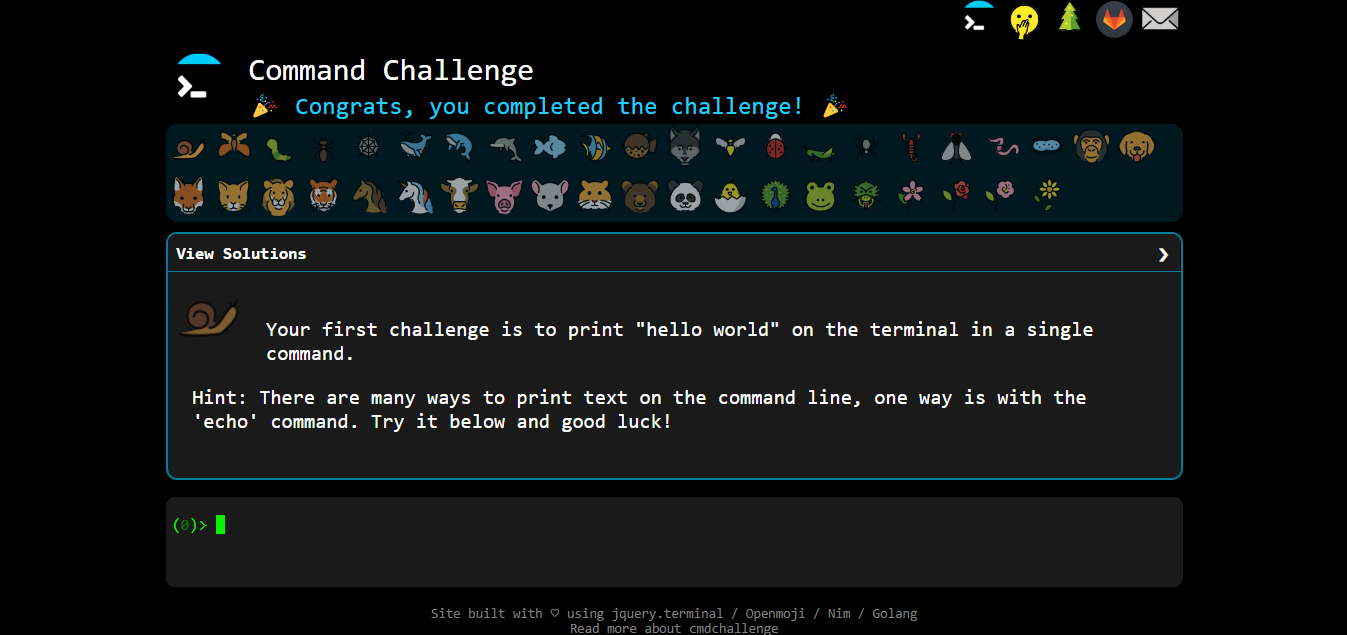 Command Challenge
Congrats, you completed the challenge!
View Solutions
Your first challenge is to print "hello world" on the terminal in a single
command.
Hint: There are many ways to print text on the command line, one way is with the
'echo' command. Try it below and good luck!
(0)>
Site built with ♡ using jquery.terminal / Openmoji / Nim / Golang
Read more about cmdchallenge